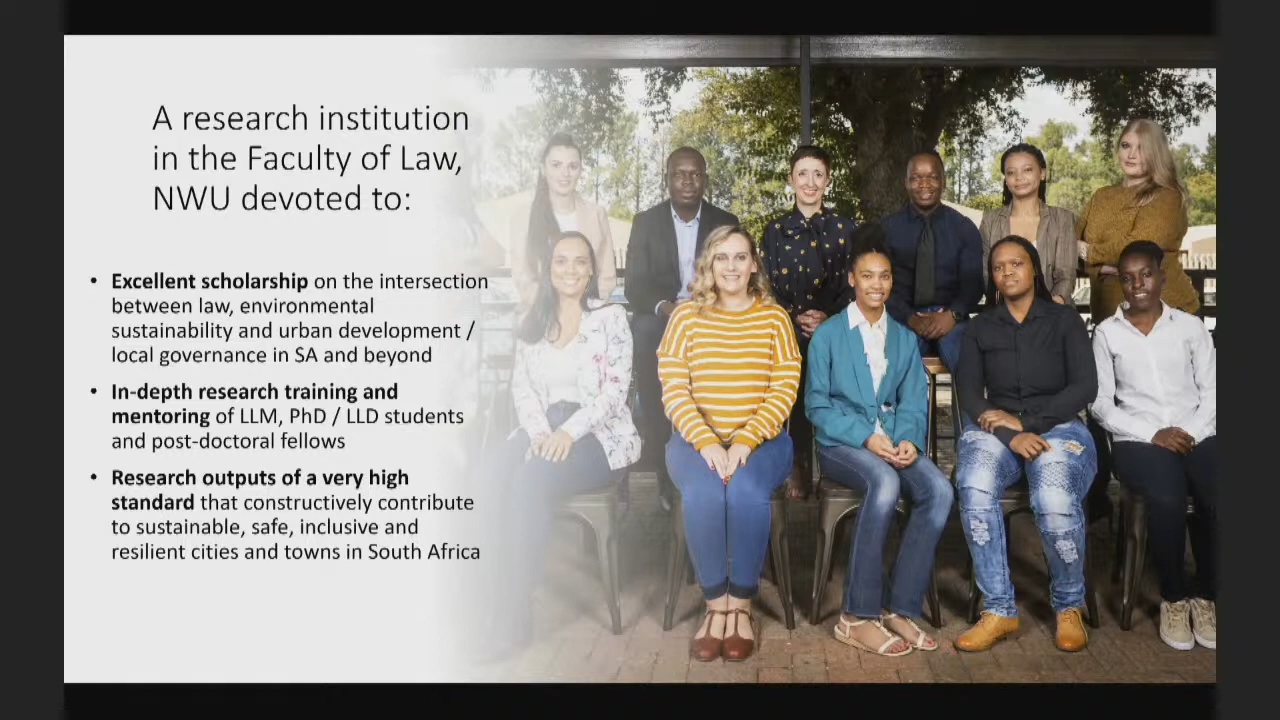 A research institution
in the Faculty of Law,
NWU devoted to:
• Excellent scholarship on the intersection
between law, environmental
sustainability and urban development /
local governance in SA and beyond
• In-depth research training and
mentoring of LLM, PhD / LLD students
and post-doctoral fellows
• Research outputs of a very high
standard that constructively contribute
to sustainable, safe, inclusive and
resilient cities and towns in South Africa